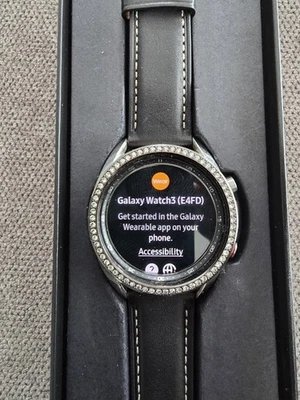 Galaxy Watch3 (E4FD)
Get started in the Galaxy
Wearable app on your
phone.
Accessibility
?